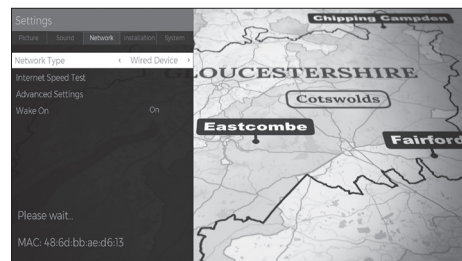 Settings
Picture Sound Network Installation System
Network Type Wired Device
Internet Speed Test
Advanced Settings
Wake On On
Please wait...
MAC: 48:6d:bb:ae:d6:13
Chipping Campden
LOUCESTERSHIRE
Cotswolds
Eastcombe
Fairford